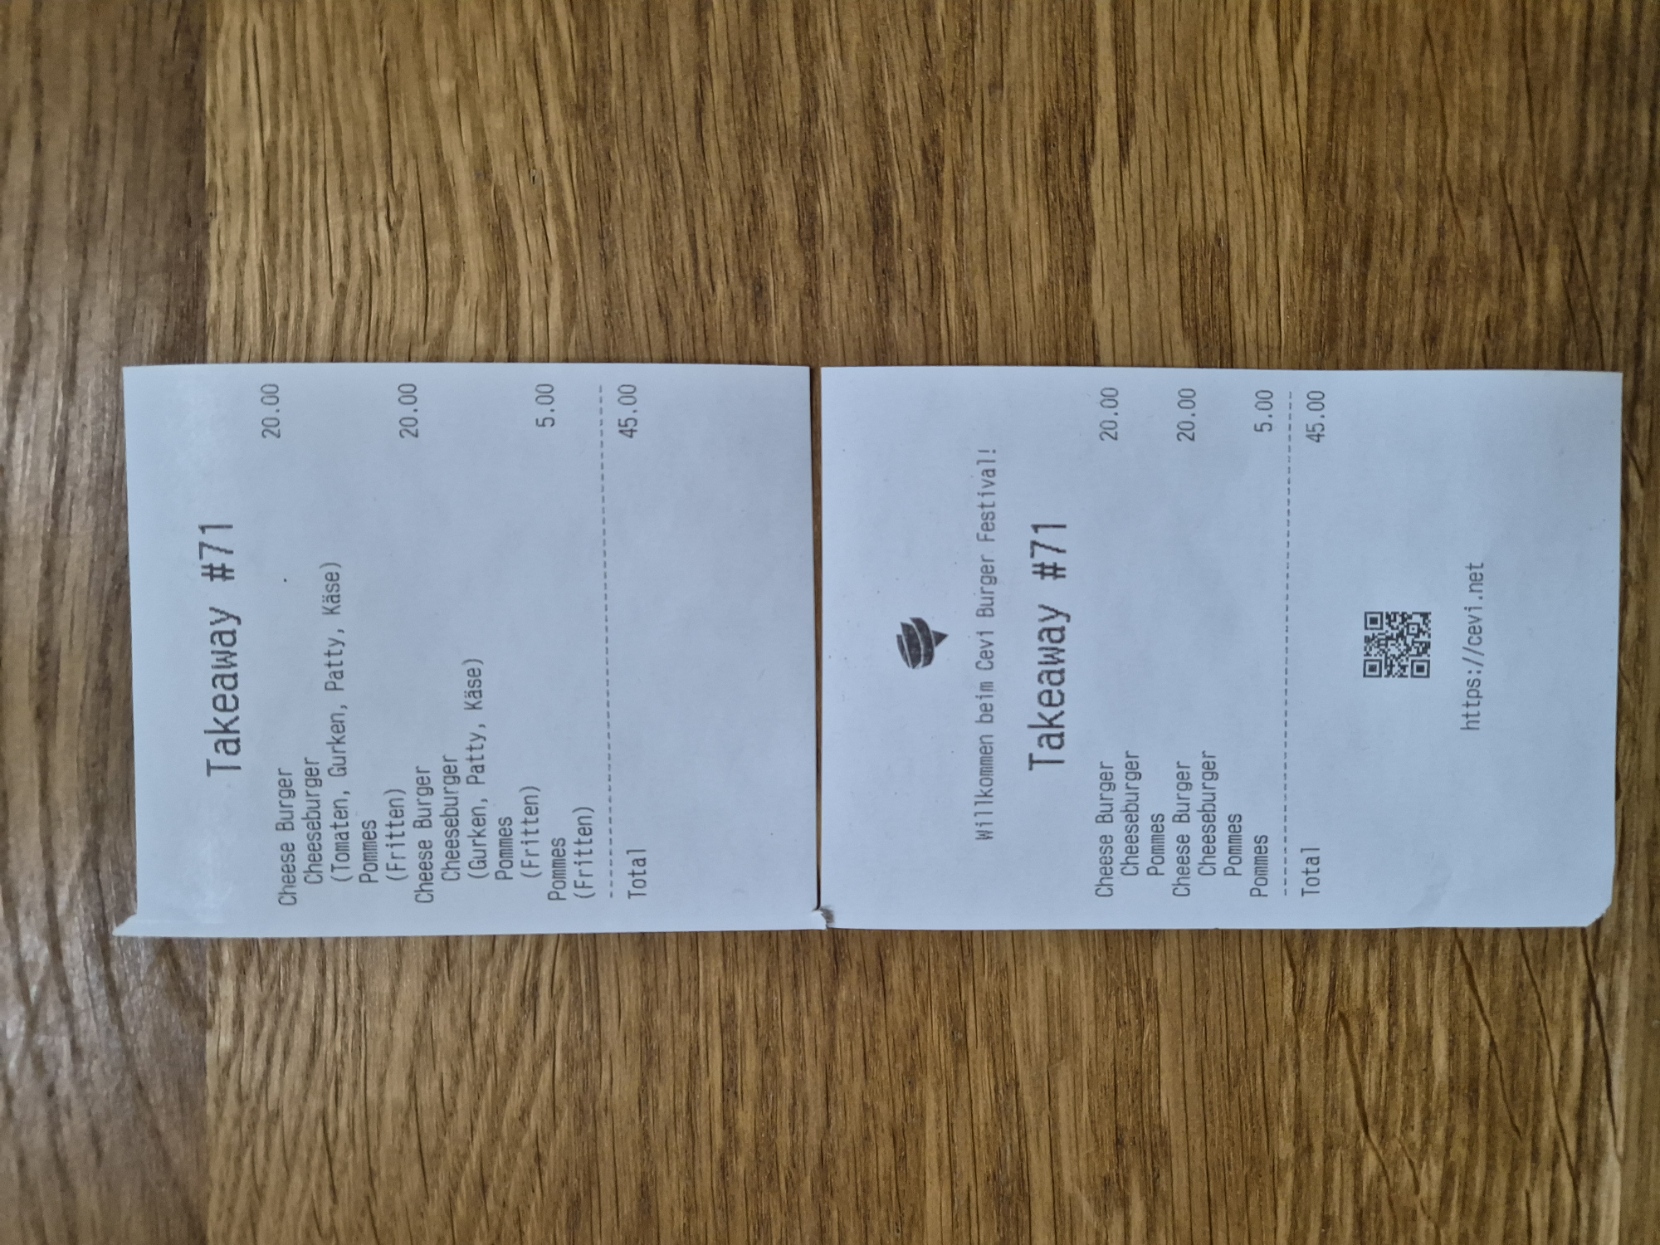 Takeaway #71
Cheese Burger 20.00
Cheeseburger
(Tomaten, Gurken, Patty, Käse)
Pommes
(Fritten)
Cheese Burger 20.00
Cheeseburger
(Gurken, Patty, Käse)
Pommes
(Fritten)
Pommes 5.00
(Fritten)
Total 45.00
Willkommen beim Cevi Burger Festival!
Takeaway #71
Cheese Burger 20.00
Cheeseburger
Pommes
Cheese Burger 20.00
Cheeseburger
Pommes
Pommes 5.00
Total 45.00
https://cevi.net